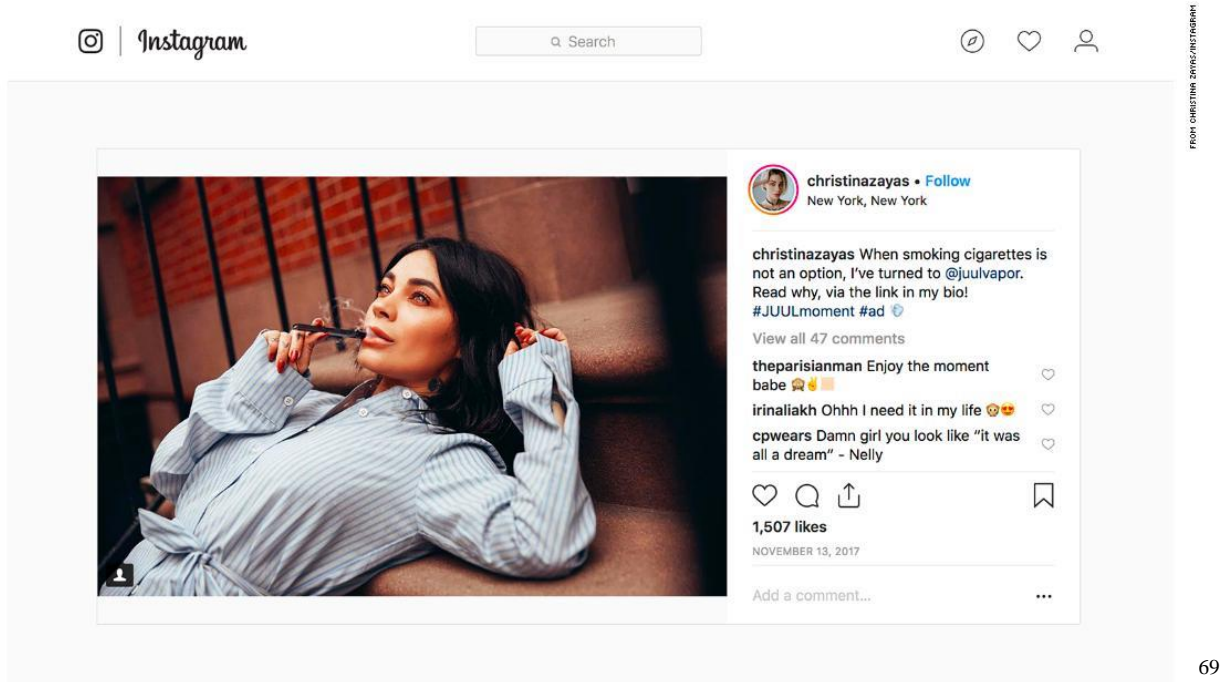 Instagram
Search
FROM CHRISTINA ZAYAS/INSTAGRAM
christinazayas • Follow
New York, New York
christinazayas When smoking cigarettes is
not an option, I've turned to @juulvapor.
Read why, via the link in my bio!
#JUULmoment #ad 💨
View all 47 comments
theparisianman Enjoy the moment
babe 🙈✌️🏼
irinaliakh Ohhh I need it in my life 🐵😍
cpwears Damn girl you look like "it was
all a dream" - Nelly
1,507 likes
NOVEMBER 13, 2017
Add a comment...
69